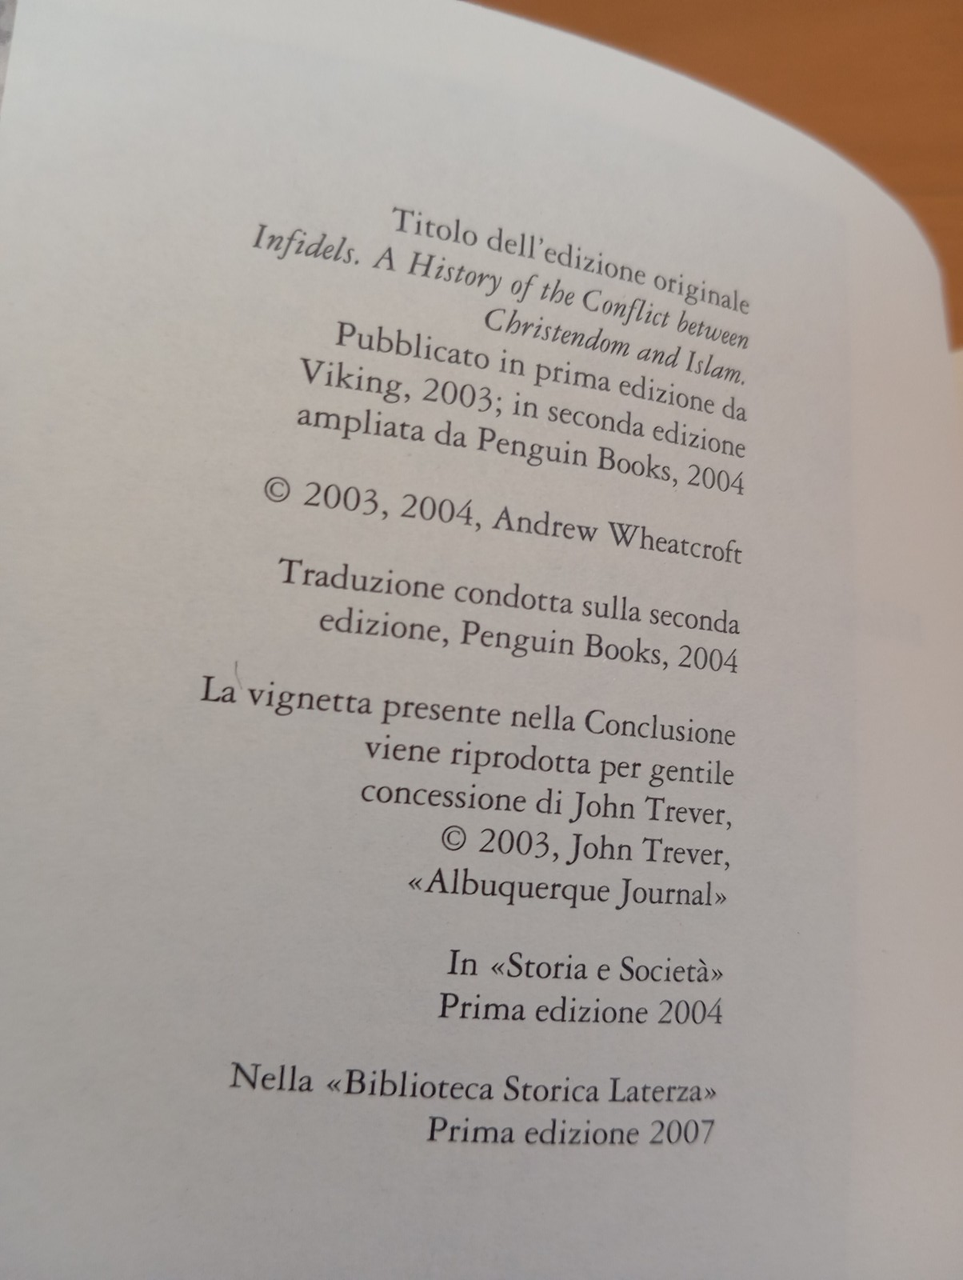 Titolo dell'edizione originale
Infidels. A History of the Conflict between
Christendom and Islam.
Pubblicato in prima edizione da
Viking, 2003; in seconda edizione
ampliata da Penguin Books, 2004
© 2003, 2004, Andrew Wheatcroft
Traduzione condotta sulla seconda
edizione, Penguin Books, 2004
La vignetta presente nella Conclusione
viene riprodotta per gentile
concessione di John Trever,
© 2003, John Trever,
«Albuquerque Journal»
In «Storia e Società»
Prima edizione 2004
Nella «Biblioteca Storica Laterza»
Prima edizione 2007